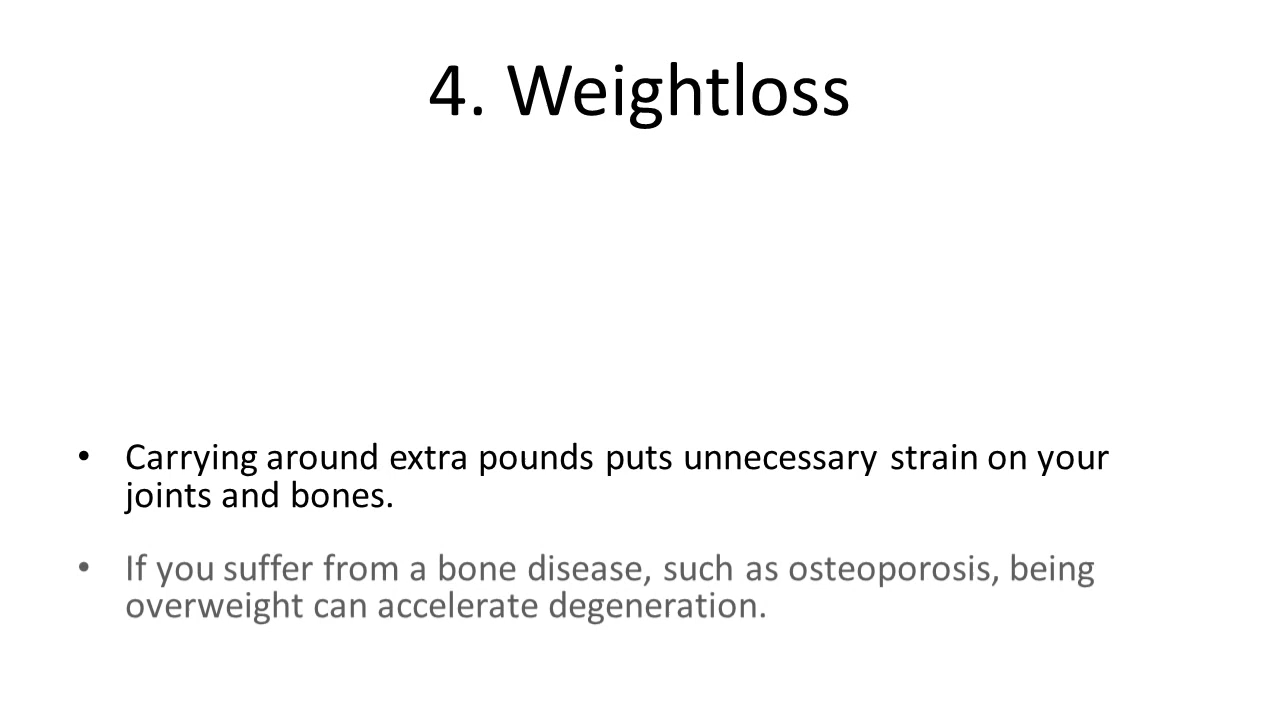 4. Weightloss
• Carrying around extra pounds puts unnecessary strain on your
joints and bones.
• If you suffer from a bone disease, such as osteoporosis, being
overweight can accelerate degeneration.